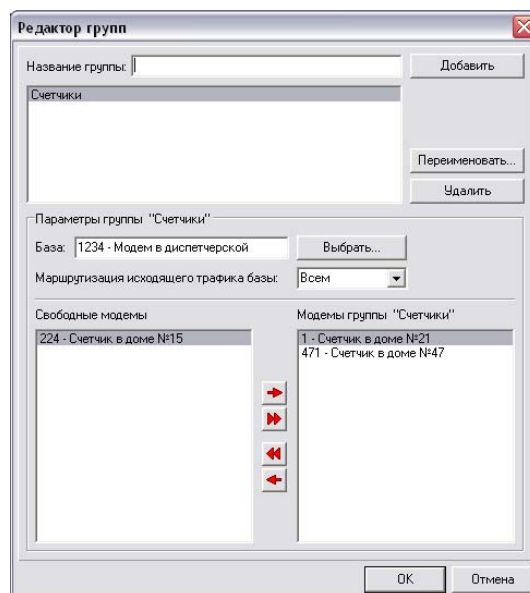 Редактор групп
Название группы:
Добавить
Счетчики
Переименовать...
Удалить
Параметры группы "Счетчики"
База: 1234 - Модем в диспетчерской Выбрать...
Маршрутизация исходящего трафика базы: Всем
Свободные модемы
224 - Счетчик в доме №15
Модемы группы "Счетчики"
1 - Счетчик в доме №21
471 - Счетчик в доме №47
OK Отмена